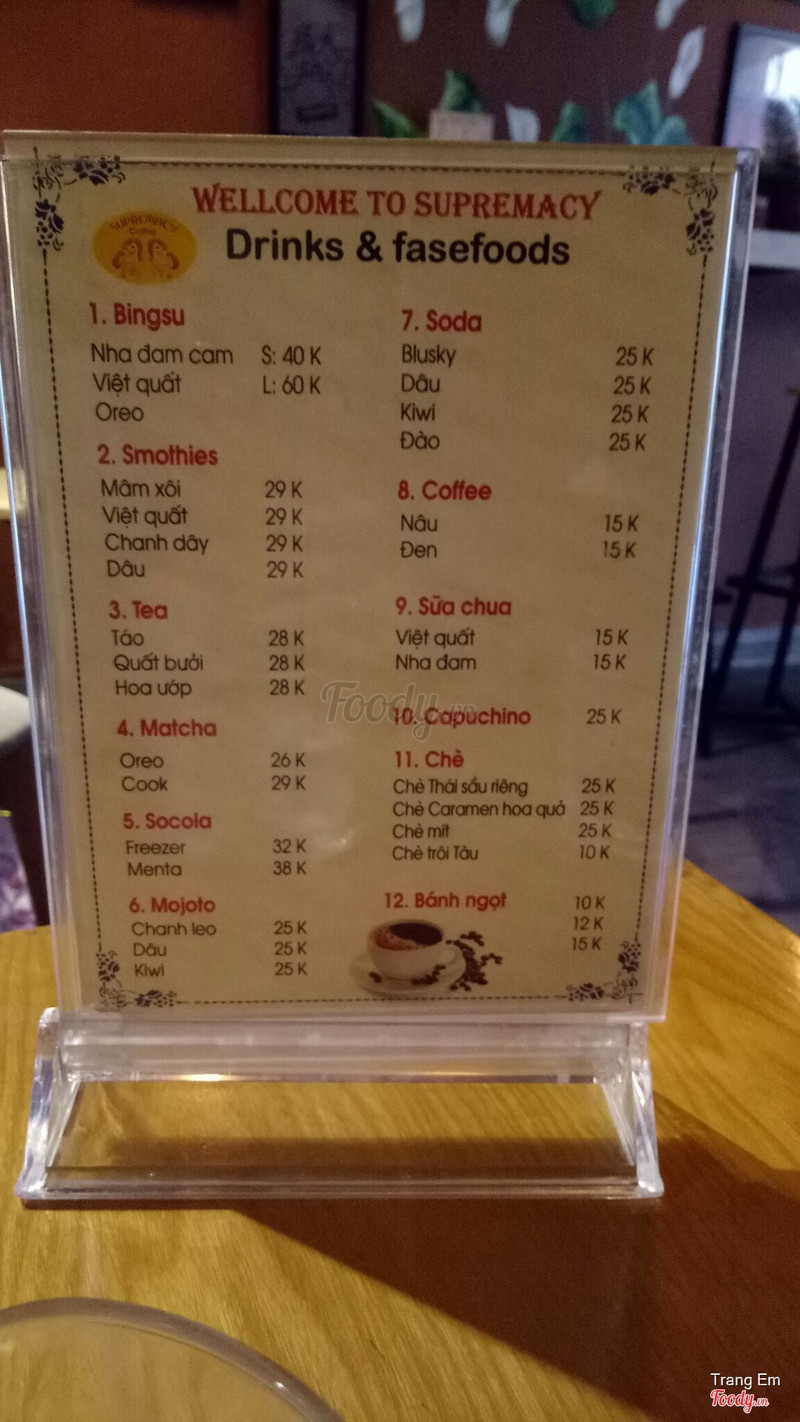 WELLCOME TO SUPREMACY
SUPREMACY
Coffee
Drinks & fasefoods
1. Bingsu
Nha đam cam S: 40 K
Việt quất L: 60 K
Oreo
2. Smothies
Mâm xôi 29 K
Việt quất 29 K
Chanh dây 29 K
Dâu 29 K
3. Tea
Táo 28 K
Quất bưởi 28 K
Hoa ướp 28 K
4. Matcha
Oreo 26 K
Cook 29 K
5. Socola
Freezer 32 K
Menta 38 K
6. Mojoto
Chanh leo 25 K
Dâu 25 K
Kiwi 25 K
7. Soda
Blusky 25 K
Dâu 25 K
Kiwi 25 K
Đào 25 K
8. Coffee
Nâu 15 K
Đen 15 K
9. Sữa chua
Việt quất 15 K
Nha đam 15 K
10. Capuchino 25 K
11. Chè
Chè Thái sầu riêng 25 K
Chè Caramen hoa quả 25 K
Chè mít 25 K
Chè trôi Tàu 10 K
12. Bánh ngọt 10 K
12 K
15 K
Foody.vn
Trang Em
Foody.vn